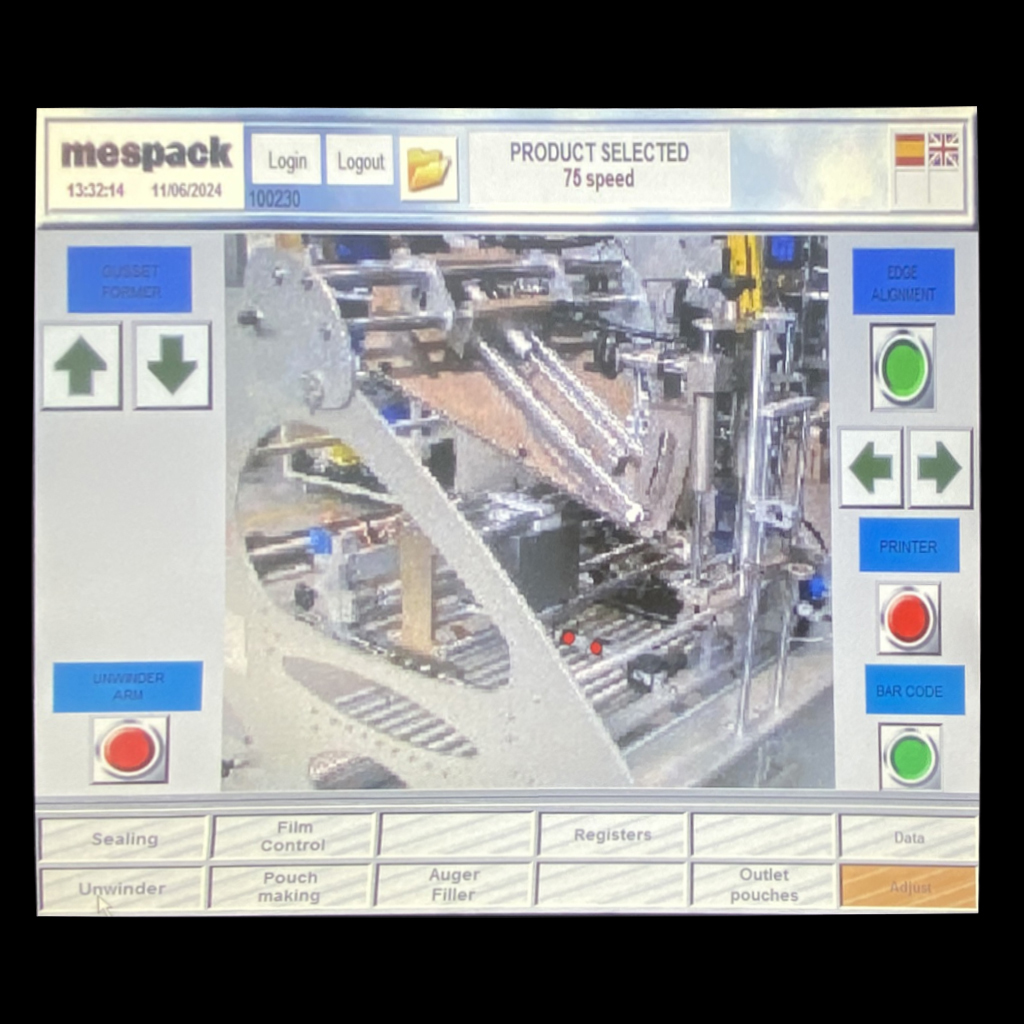 mespack
13:32:14 11/06/2024
Login
Logout
100230
PRODUCT SELECTED
75 speed
GUSSET
FORMER
EDGE
ALIGNMENT
PRINTER
UNWINDER
ARM
BAR CODE
Sealing
Film
Control
Registers
Data
Unwinder
Pouch
making
Auger
Filler
Outlet
pouches
Adjust